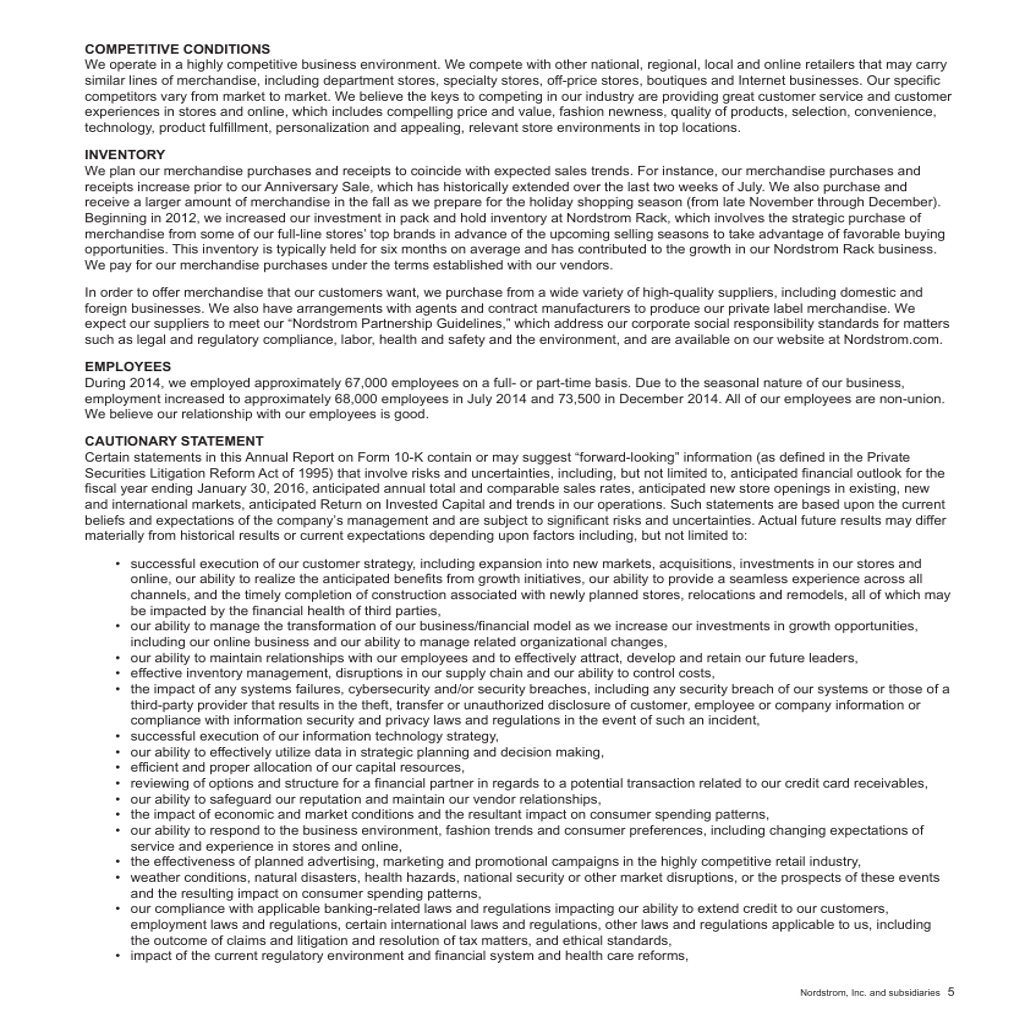 COMPETITIVE CONDITIONS
We operate in a highly competitive business environment. We compete with other national, regional, local and online retailers that may carry
similar lines of merchandise, including department stores, specialty stores, off-price stores, boutiques and Internet businesses. Our specific
competitors vary from market to market. We believe the keys to competing in our industry are providing great customer service and customer
experiences in stores and online, which includes compelling price and value, fashion newness, quality of products, selection, convenience,
technology, product fulfillment, personalization and appealing, relevant store environments in top locations.
INVENTORY
We plan our merchandise purchases and receipts to coincide with expected sales trends. For instance, our merchandise purchases and
receipts increase prior to our Anniversary Sale, which has historically extended over the last two weeks of July. We also purchase and
receive a larger amount of merchandise in the fall as we prepare for the holiday shopping season (from late November through December).
Beginning in 2012, we increased our investment in pack and hold inventory at Nordstrom Rack, which involves the strategic purchase of
merchandise from some of our full-line stores' top brands in advance of the upcoming selling seasons to take advantage of favorable buying
opportunities. This inventory is typically held for six months on average and has contributed to the growth in our Nordstrom Rack business.
We pay for our merchandise purchases under the terms established with our vendors.
In order to offer merchandise that our customers want, we purchase from a wide variety of high-quality suppliers, including domestic and
foreign businesses. We also have arrangements with agents and contract manufacturers to produce our private label merchandise. We
expect our suppliers to meet our “Nordstrom Partnership Guidelines,” which address our corporate social responsibility standards for matters
such as legal and regulatory compliance, labor, health and safety and the environment, and are available on our website at Nordstrom.com.
EMPLOYEES
During 2014, we employed approximately 67,000 employees on a full- or part-time basis. Due to the seasonal nature of our business,
employment increased to approximately 68,000 employees in July 2014 and 73,500 in December 2014. All of our employees are non-union.
We believe our relationship with our employees is good.
CAUTIONARY STATEMENT
Certain statements in this Annual Report on Form 10-K contain or may suggest “forward-looking” information (as defined in the Private
Securities Litigation Reform Act of 1995) that involve risks and uncertainties, including, but not limited to, anticipated financial outlook for the
fiscal year ending January 30, 2016, anticipated annual total and comparable sales rates, anticipated new store openings in existing, new
and international markets, anticipated Return on Invested Capital and trends in our operations. Such statements are based upon the current
beliefs and expectations of the company's management and are subject to significant risks and uncertainties. Actual future results may differ
materially from historical results or current expectations depending upon factors including, but not limited to:
• successful execution of our customer strategy, including expansion into new markets, acquisitions, investments in our stores and
online, our ability to realize the anticipated benefits from growth initiatives, our ability to provide a seamless experience across all
channels, and the timely completion of construction associated with newly planned stores, relocations and remodels, all of which may
be impacted by the financial health of third parties,
• our ability to manage the transformation of our business/financial model as we increase our investments in growth opportunities,
including our online business and our ability to manage related organizational changes,
• our ability to maintain relationships with our employees and to effectively attract, develop and retain our future leaders,
• effective inventory management, disruptions in our supply chain and our ability to control costs,
• the impact of any systems failures, cybersecurity and/or security breaches, including any security breach of our systems or those of a
third-party provider that results in the theft, transfer or unauthorized disclosure of customer, employee or company information or
compliance with information security and privacy laws and regulations in the event of such an incident,
• successful execution of our information technology strategy,
• our ability to effectively utilize data in strategic planning and decision making,
• efficient and proper allocation of our capital resources,
• reviewing of options and structure for a financial partner in regards to a potential transaction related to our credit card receivables,
• our ability to safeguard our reputation and maintain our vendor relationships,
• the impact of economic and market conditions and the resultant impact on consumer spending patterns,
• our ability to respond to the business environment, fashion trends and consumer preferences, including changing expectations of
service and experience in stores and online,
• the effectiveness of planned advertising, marketing and promotional campaigns in the highly competitive retail industry,
• weather conditions, natural disasters, health hazards, national security or other market disruptions, or the prospects of these events
and the resulting impact on consumer spending patterns,
• our compliance with applicable banking-related laws and regulations impacting our ability to extend credit to our customers,
employment laws and regulations, certain international laws and regulations, other laws and regulations applicable to us, including
the outcome of claims and litigation and resolution of tax matters, and ethical standards,
• impact of the current regulatory environment and financial system and health care reforms,
Nordstrom, Inc. and subsidiaries 5